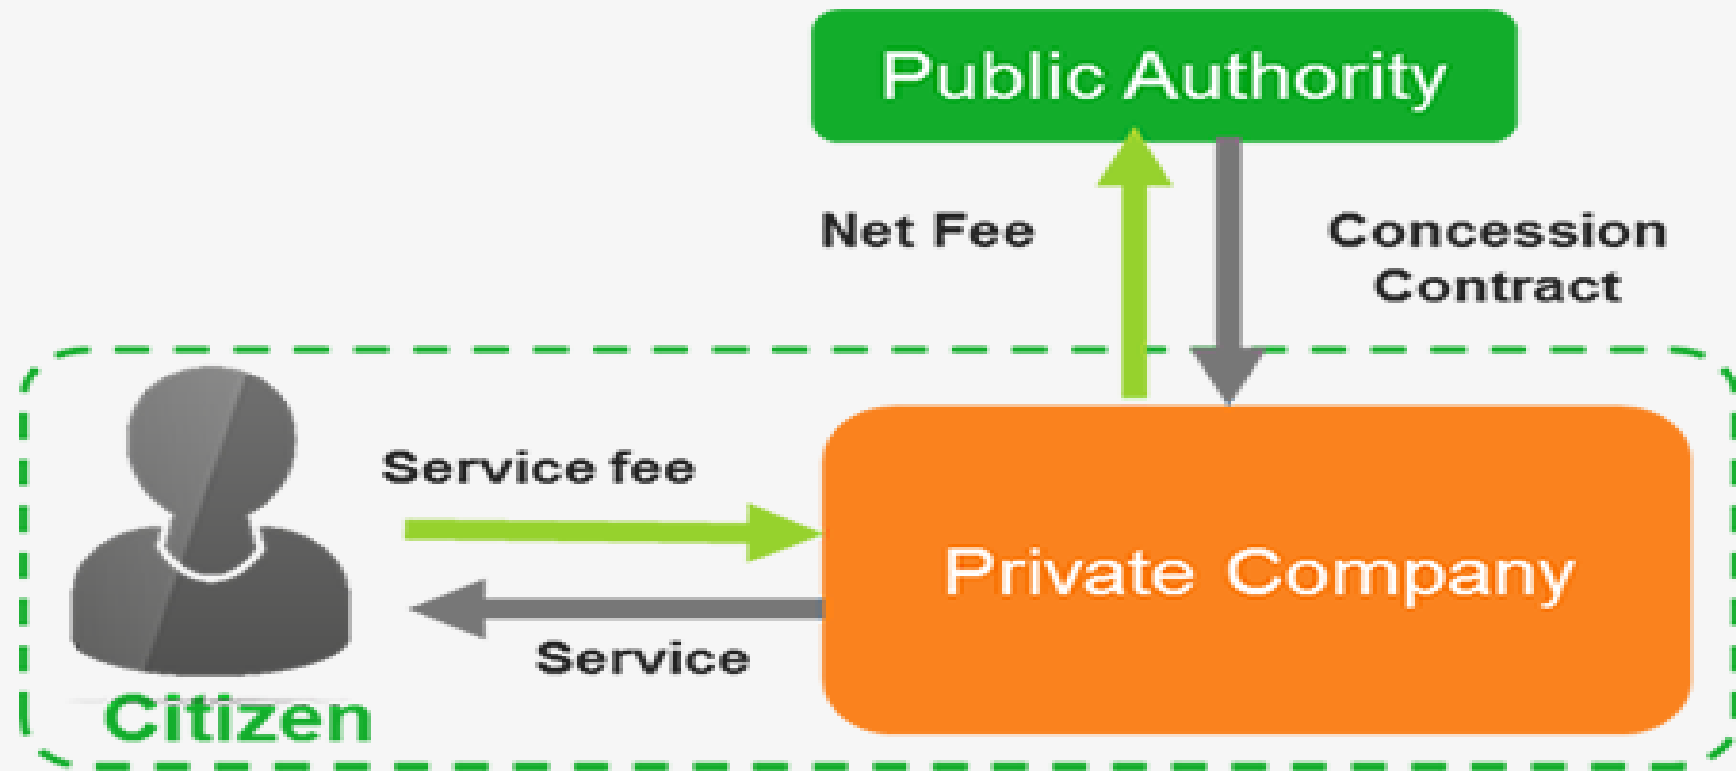 Public Authority
Net Fee
Concession
Contract
Service fee
Private Company
Service
Citizen